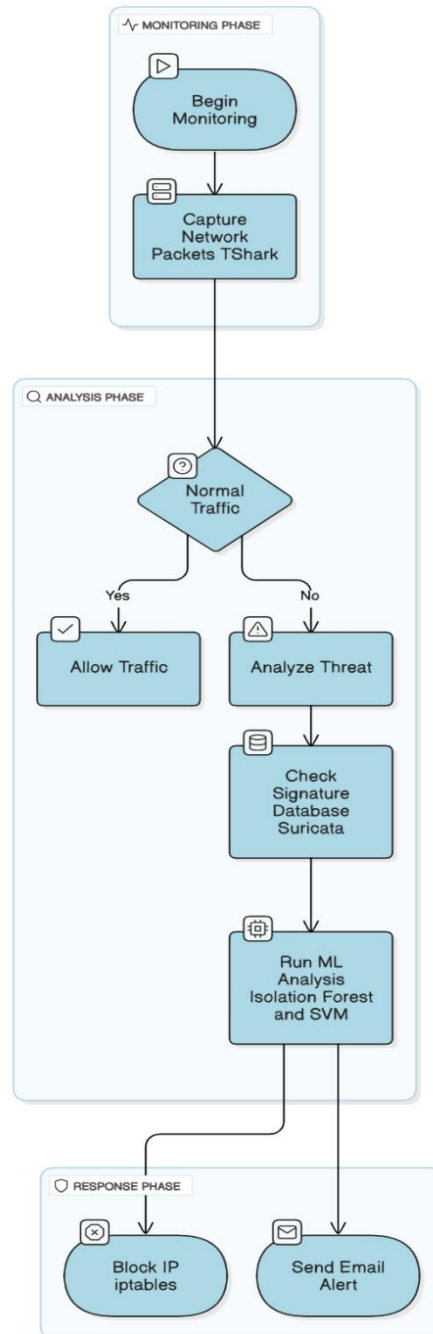 MONITORING PHASE
Begin
Monitoring
Capture
Network
Packets TShark
ANALYSIS PHASE
Normal
Traffic
Yes
No
Allow Traffic
Analyze Threat
Check
Signature
Database
Suricata
Run ML
Analysis
Isolation Forest
and SVM
RESPONSE PHASE
Block IP
iptables
Send Email
Alert